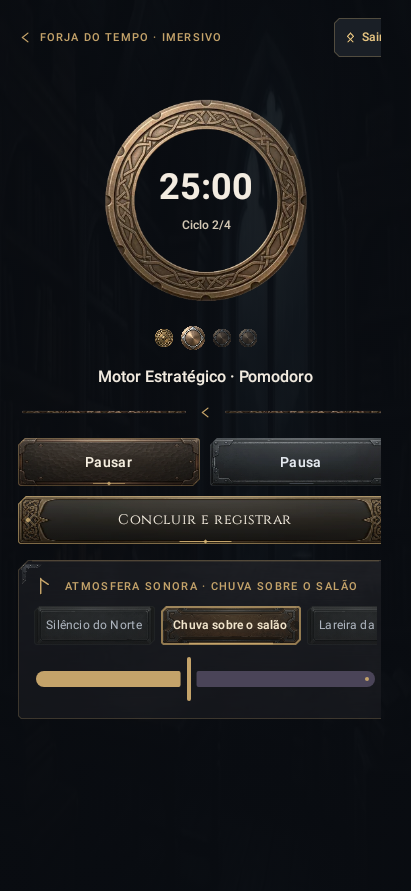 FORJA DO TEMPO · IMERSIVO
Sair
25:00
Ciclo 2/4
Motor Estratégico · Pomodoro
Pausar
Pausa
CONCLUIR E REGISTRAR
ATMOSFERA SONORA · CHUVA SOBRE O SALÃO
Silêncio do Norte
Chuva sobre o salão
Lareira da